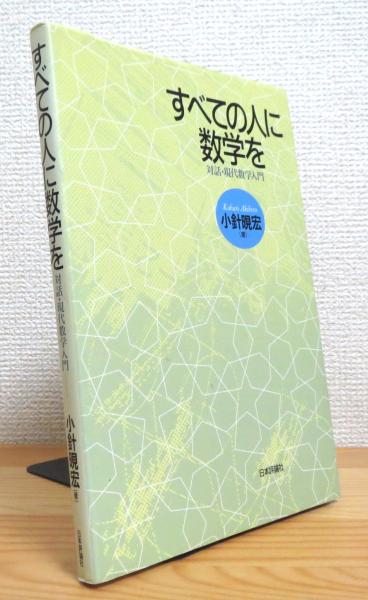 すべての人に
数学を
対話・現代数学入門
Kobari Akihiro
小針晛宏
[著]
日本評論社
すべての人に数学を
対話・現代数学入門
小針晛宏
[著]
日本評論社